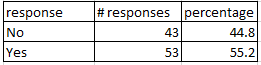 response # responses percentage
No 43 44.8
Yes 53 55.2